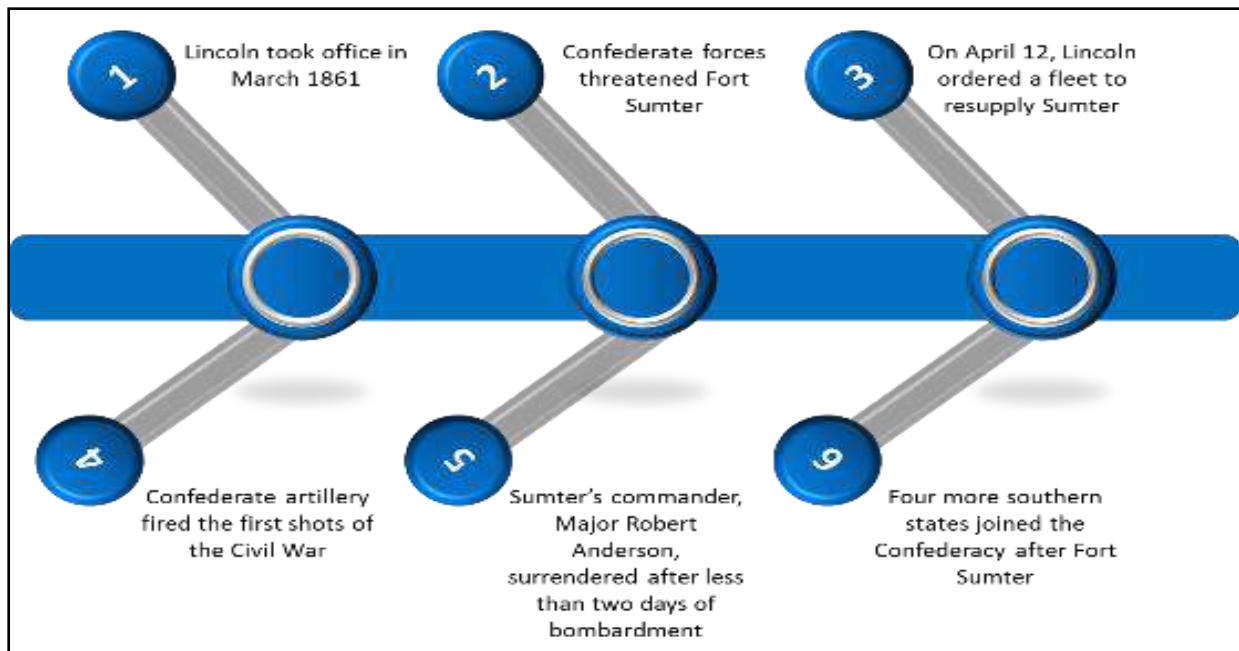 1
Lincoln took office in
March 1861
2
Confederate forces
threatened Fort
Sumter
3
On April 12, Lincoln
ordered a fleet to
resupply Sumter
4
Confederate artillery
fired the first shots of
the Civil War
5
Sumter’s commander,
Major Robert
Anderson,
surrendered after less
than two days of
bombardment
6
Four more southern
states joined the
Confederacy after Fort
Sumter